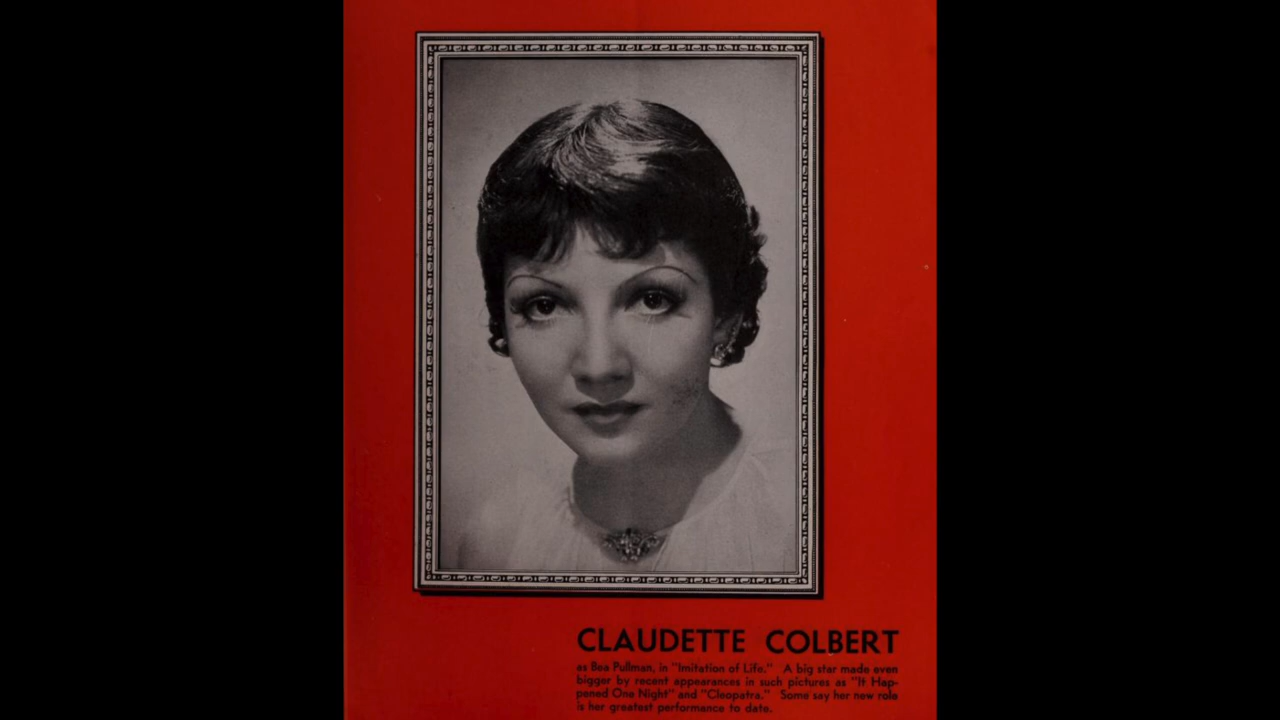 CLAUDETTE COLBERT
as Bea Pullman, in "Imitation of Life." A big star made even
bigger by recent appearances in such pictures as "It Hap-
pened One Night" and "Cleopatra." Some say her new role
is her greatest performance to date.